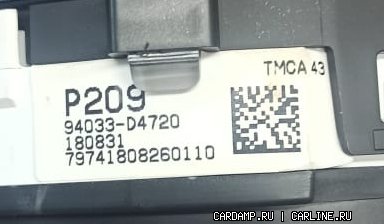 TMCA 43
P209
94033-D4720
180831
79741808260110
CARDAMP.RU | CARLINE.RU